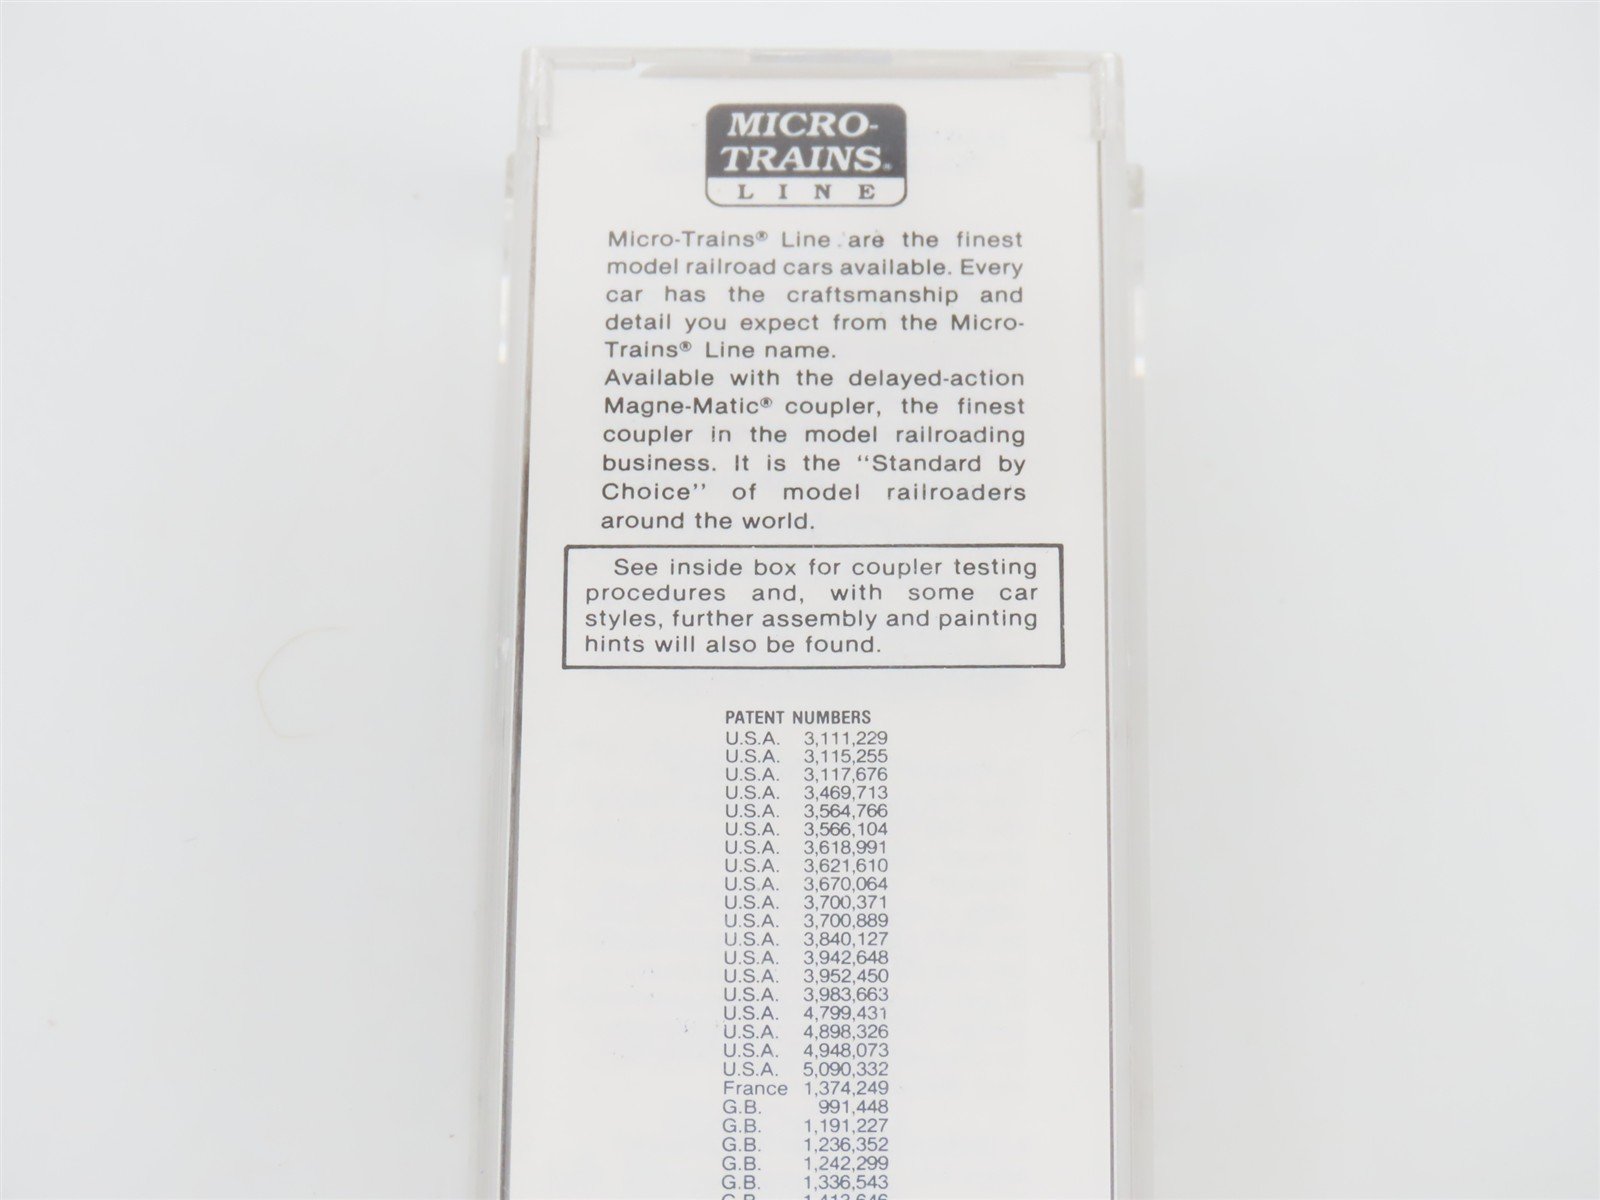 MICRO-
TRAINS®
LINE
Micro-Trains® Line are the finest
model railroad cars available. Every
car has the craftsmanship and
detail you expect from the Micro-
Trains® Line name.
Available with the delayed-action
Magne-Matic® coupler, the finest
coupler in the model railroading
business. It is the “Standard by
Choice” of model railroaders
around the world.
See inside box for coupler testing
procedures and, with some car
styles, further assembly and painting
hints will also be found.
PATENT NUMBERS
U.S.A. 3,111,229
U.S.A. 3,115,255
U.S.A. 3,117,676
U.S.A. 3,469,713
U.S.A. 3,564,766
U.S.A. 3,566,104
U.S.A. 3,618,991
U.S.A. 3,621,610
U.S.A. 3,670,064
U.S.A. 3,700,371
U.S.A. 3,700,889
U.S.A. 3,840,127
U.S.A. 3,942,648
U.S.A. 3,952,450
U.S.A. 3,983,663
U.S.A. 4,799,431
U.S.A. 4,898,326
U.S.A. 4,948,073
U.S.A. 5,090,332
France 1,374,249
G.B. 991,448
G.B. 1,191,227
G.B. 1,236,352
G.B. 1,242,299
G.B. 1,336,543